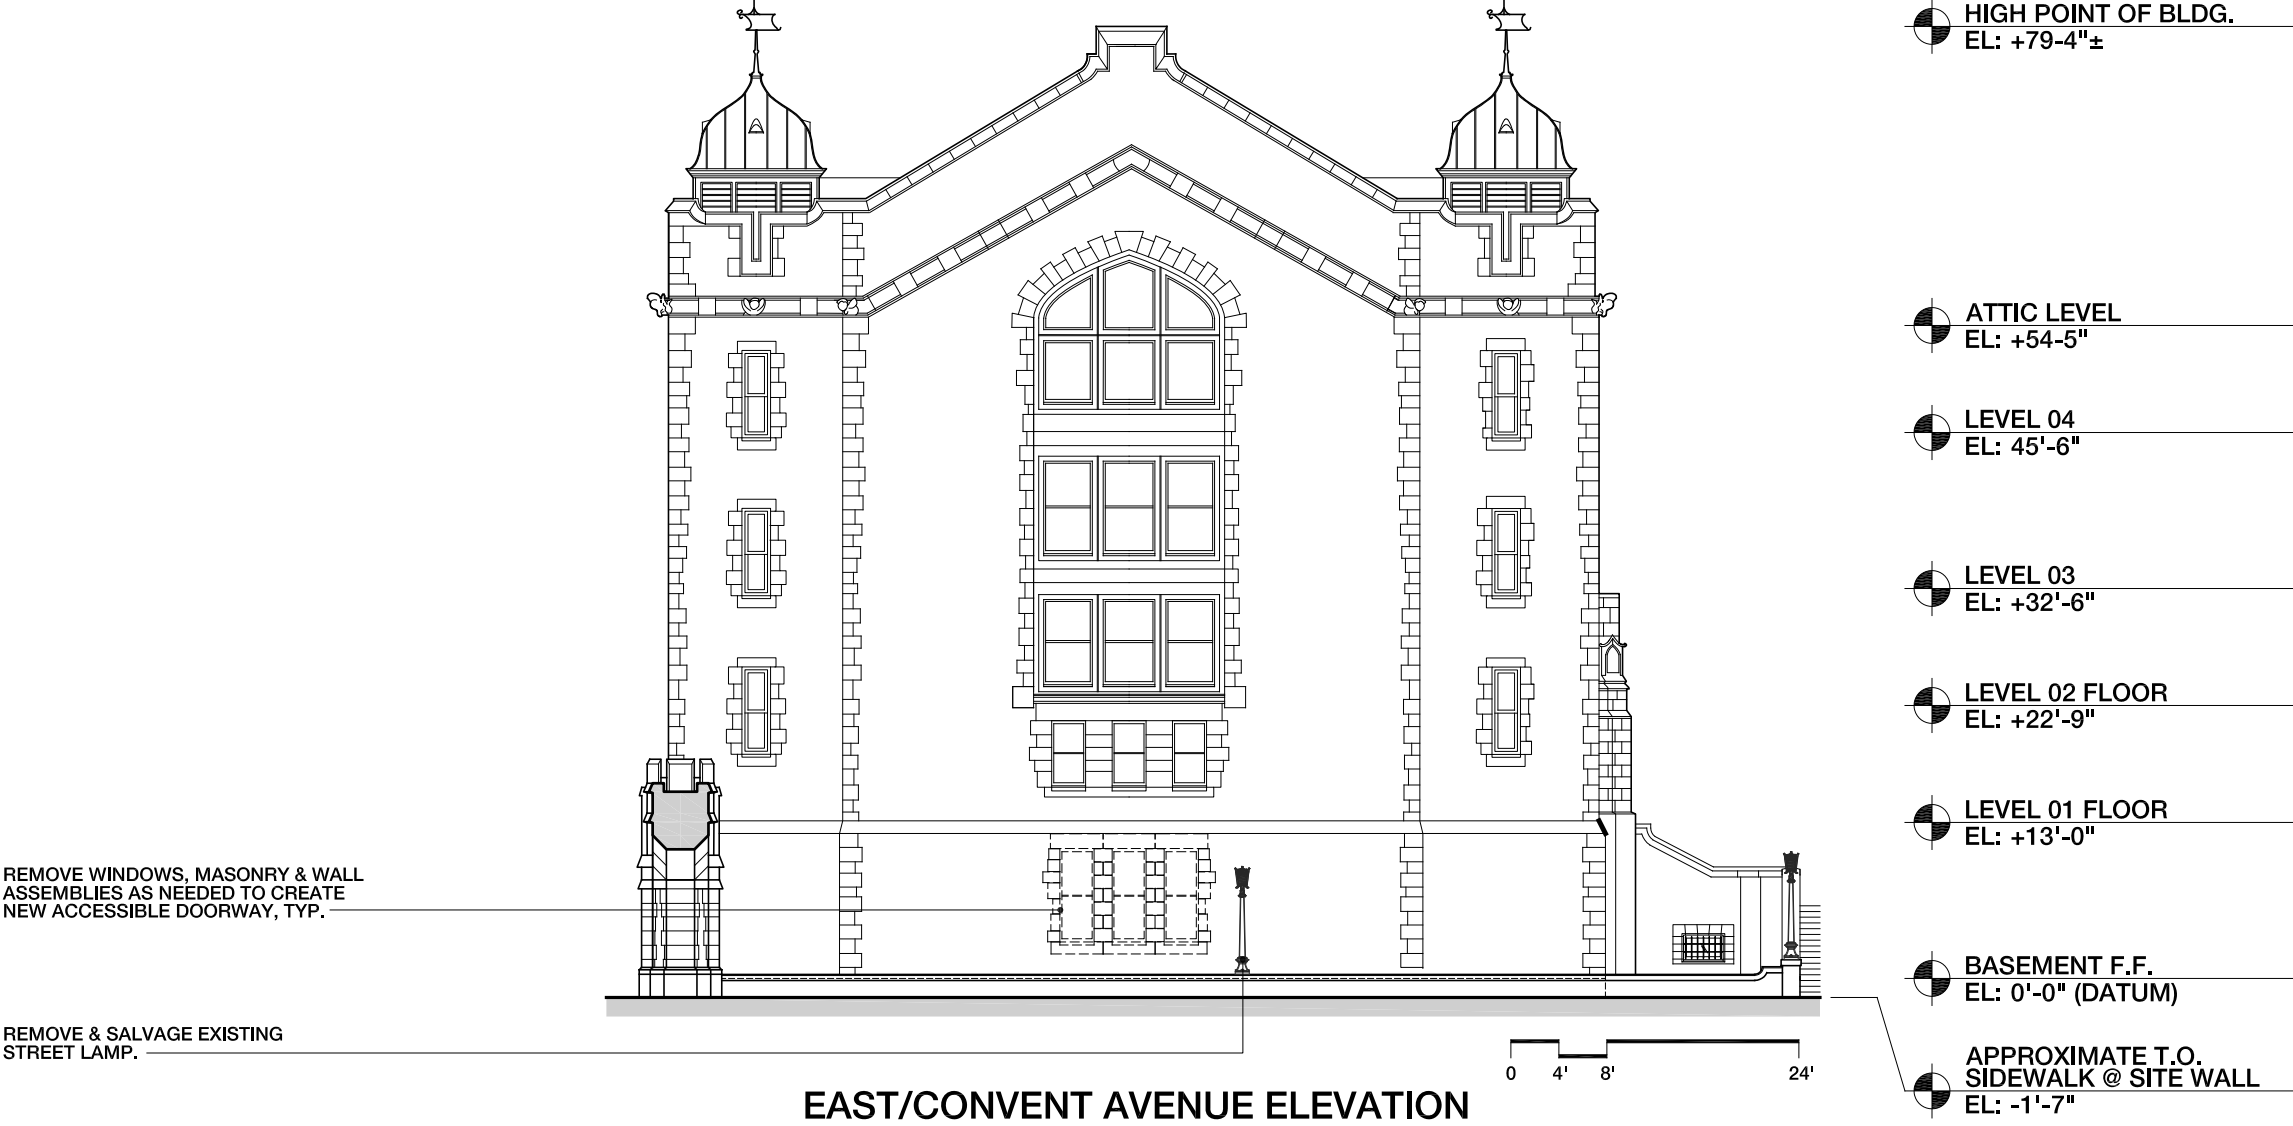 HIGH POINT OF BLDG.
EL: +79-4"±
ATTIC LEVEL
EL: +54-5"
LEVEL 04
EL: 45'-6"
LEVEL 03
EL: +32'-6"
LEVEL 02 FLOOR
EL: +22'-9"
LEVEL 01 FLOOR
EL: +13'-0"
REMOVE WINDOWS, MASONRY & WALL
ASSEMBLIES AS NEEDED TO CREATE
NEW ACCESSIBLE DOORWAY, TYP.
BASEMENT F.F.
EL: 0'-0" (DATUM)
REMOVE & SALVAGE EXISTING
STREET LAMP.
APPROXIMATE T.O.
SIDEWALK @ SITE WALL
EL: -1'-7"
0 4' 8' 24'
EAST/CONVENT AVENUE ELEVATION